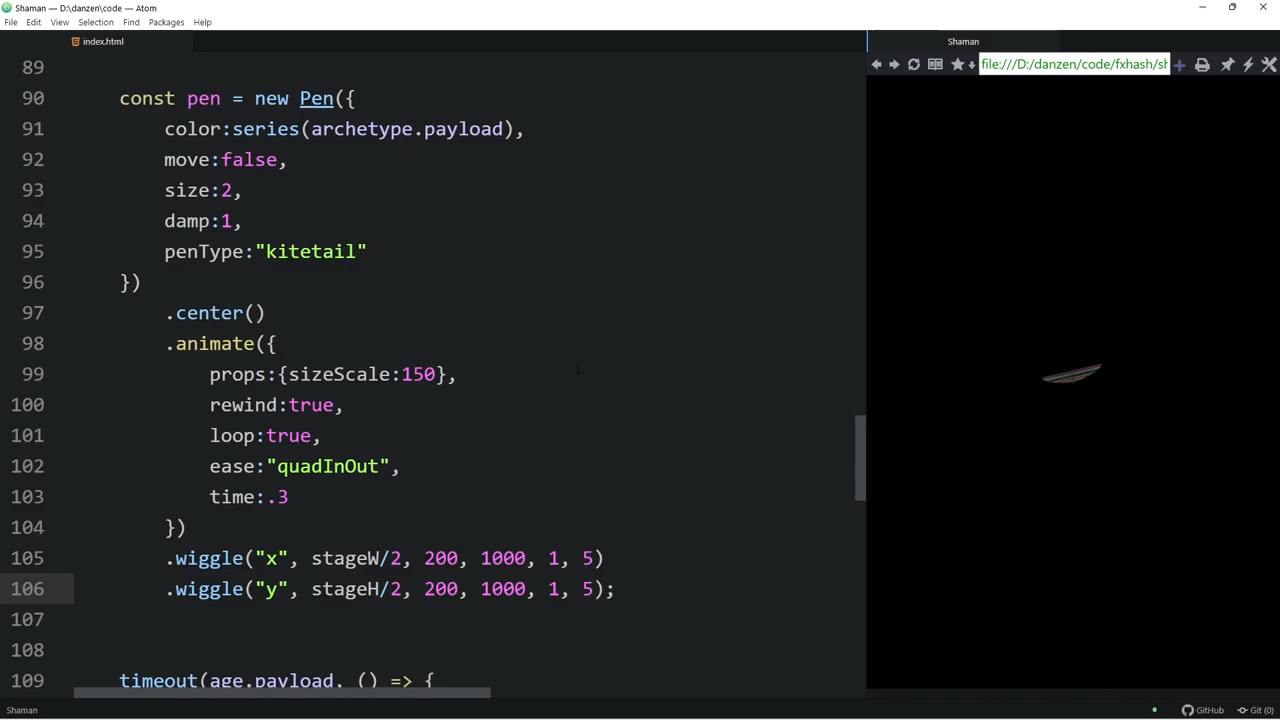 Shaman — D:\danzen\code — Atom
File Edit View Selection Find Packages Help
index.html
Shaman
file:///D:/danzen/code/fxhash/sh
89
90 const pen = new Pen({
91 color:series(archetype.payload),
92 move:false,
93 size:2,
94 damp:1,
95 penType:"kitetail"
96 })
97 .center()
98 .animate({
99 props:{sizeScale:150},
100 rewind:true,
101 loop:true,
102 ease:"quadInOut",
103 time:.3
104 })
105 .wiggle("x", stageW/2, 200, 1000, 1, 5)
106 .wiggle("y", stageH/2, 200, 1000, 1, 5);
107
108
109 timeout(age.payload, () => {
Shaman
GitHub Git (0)